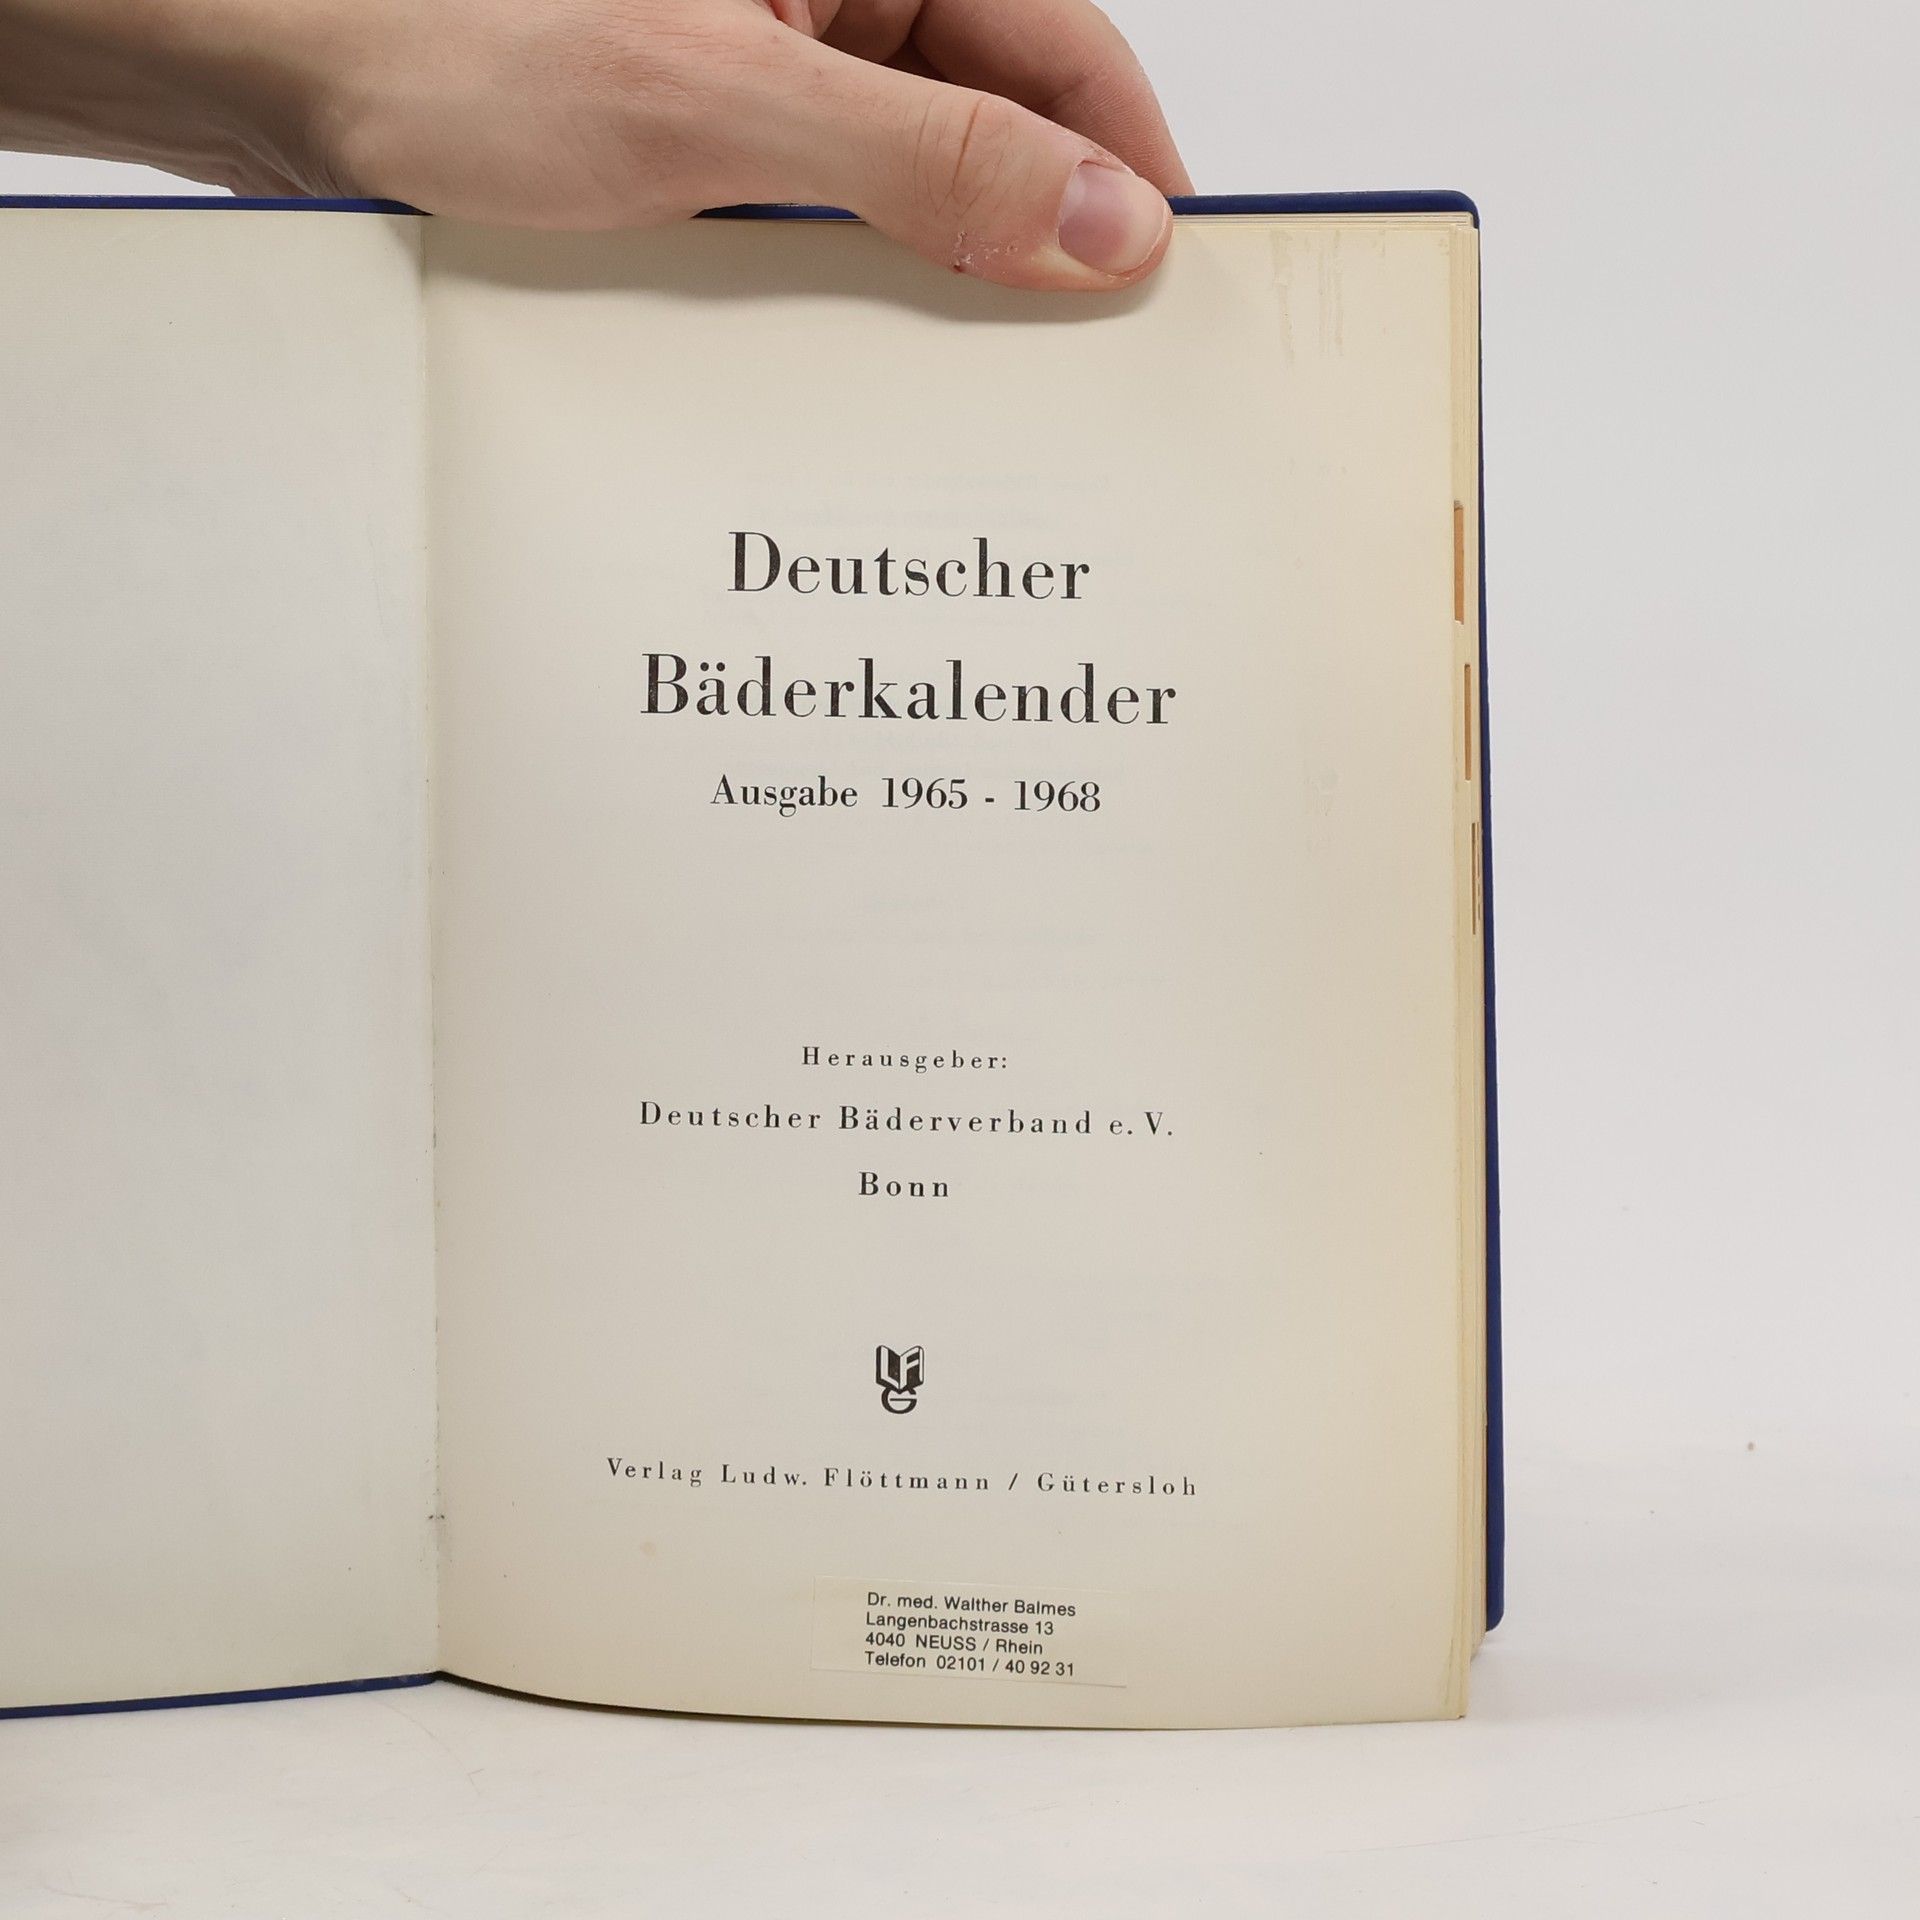 Deutscher
Bäderkalender
Ausgabe 1965 - 1968
Herausgeber:
Deutscher Bäderverband e. V.
Bonn
LF
G
Verlag Ludw. Flöttmann / Gütersloh
Dr. med. Walther Balmes
Langenbachstrasse 13
4040 NEUSS / Rhein
Telefon 02101 / 40 92 31